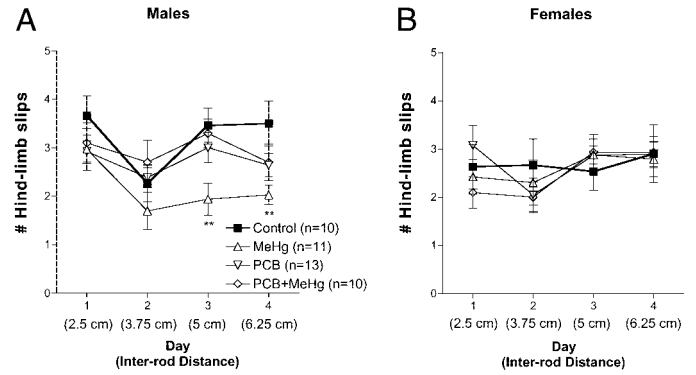 A
Males
# Hind-limb slips
5
4
3
2
1
0
**
**
Control (n=10)
MeHg (n=11)
PCB (n=13)
PCB+MeHg (n=10)
1 2 3 4
(2.5 cm) (3.75 cm) (5 cm) (6.25 cm)
Day
(Inter-rod Distance)
B
Females
# Hind-limb slips
5
4
3
2
1
0
1 2 3 4
(2.5 cm) (3.75 cm) (5 cm) (6.25 cm)
Day
(Inter-rod Distance)